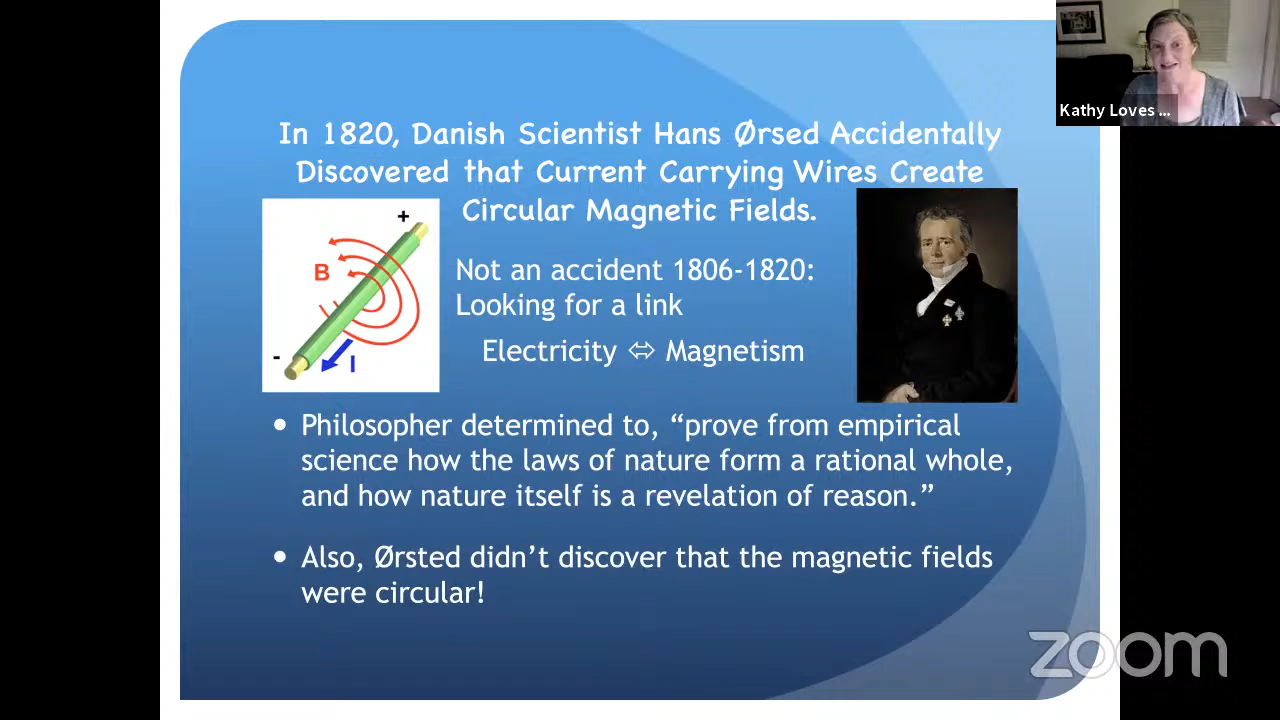 Kathy Loves ...
In 1820, Danish Scientist Hans Ørsed Accidentally
Discovered that Current Carrying Wires Create
Circular Magnetic Fields.
+
B
-
I
Not an accident 1806-1820:
Looking for a link
Electricity ⇔ Magnetism
• Philosopher determined to, “prove from empirical
science how the laws of nature form a rational whole,
and how nature itself is a revelation of reason.”
• Also, Ørsted didn’t discover that the magnetic fields
were circular!
zoom